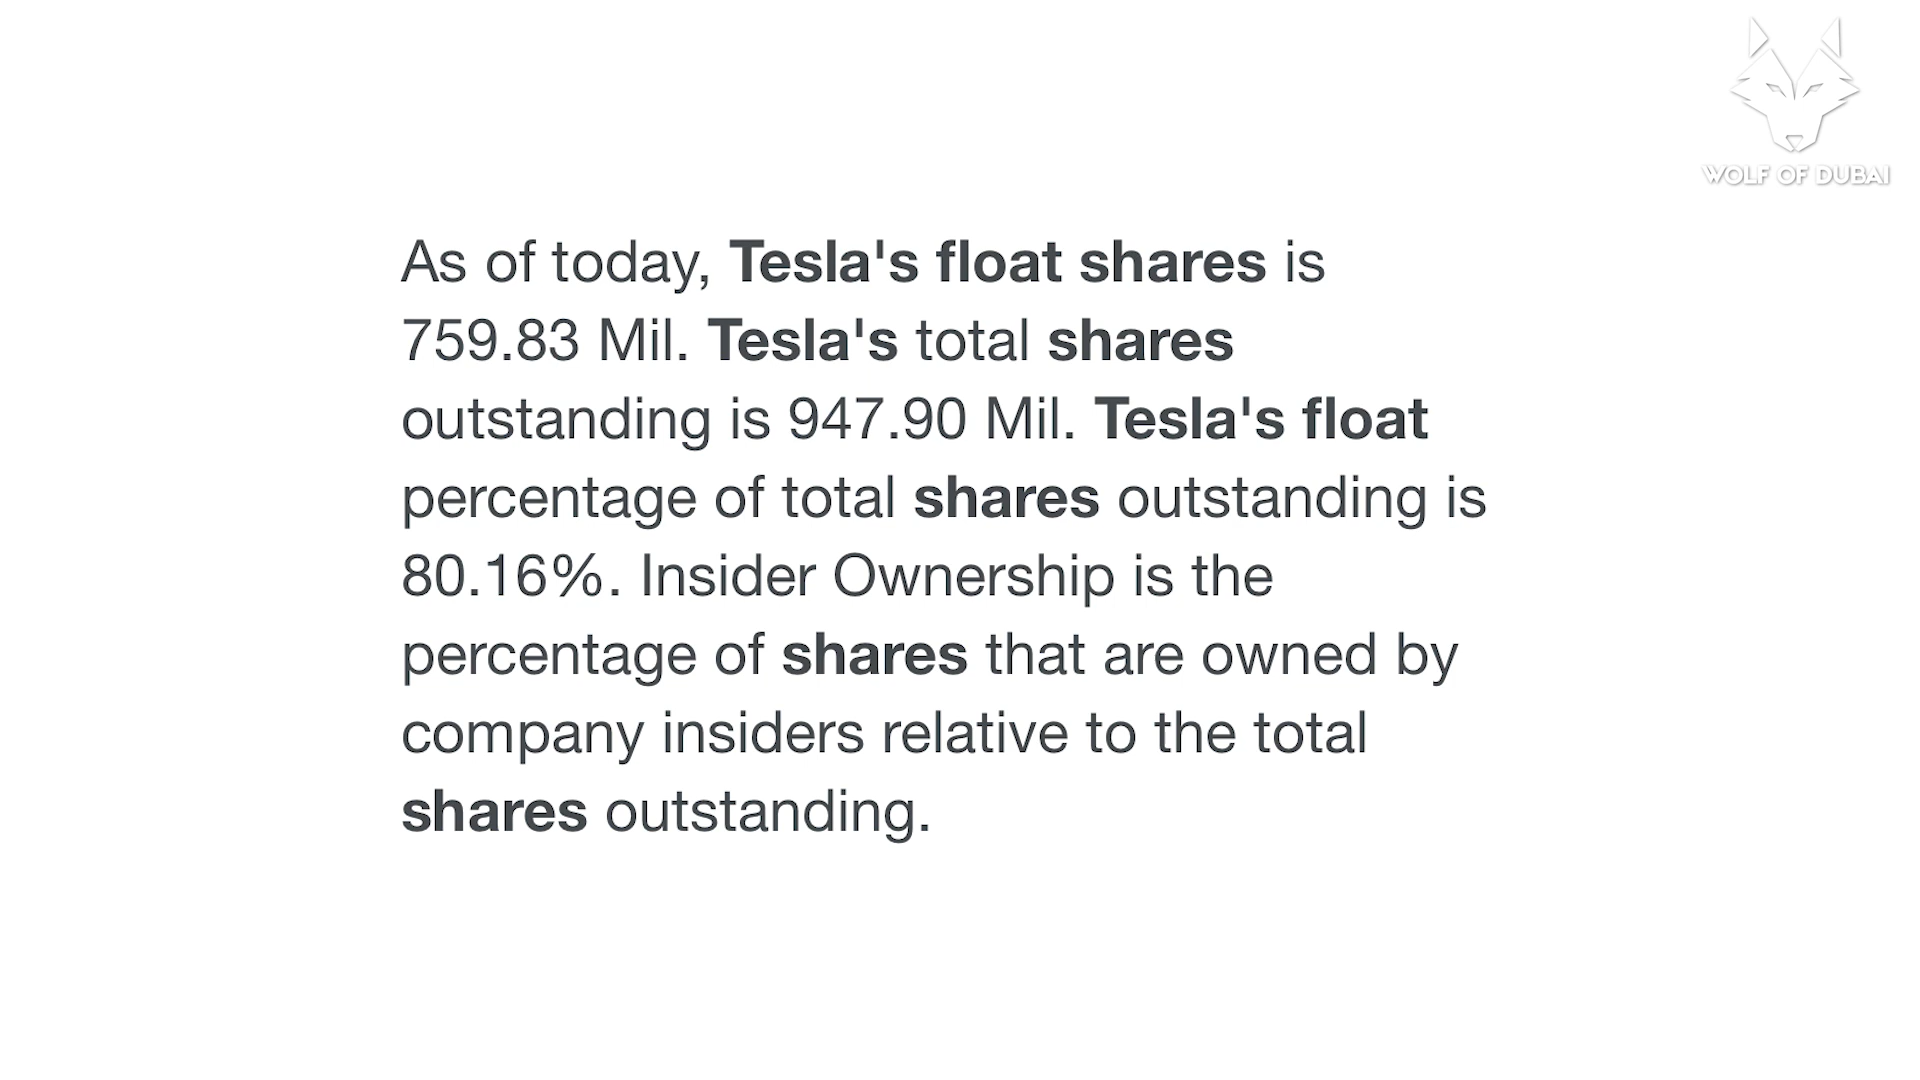 WOLF OF DUBAI
As of today, Tesla's float shares is
759.83 Mil. Tesla's total shares
outstanding is 947.90 Mil. Tesla's float
percentage of total shares outstanding is
80.16%. Insider Ownership is the
percentage of shares that are owned by
company insiders relative to the total
shares outstanding.